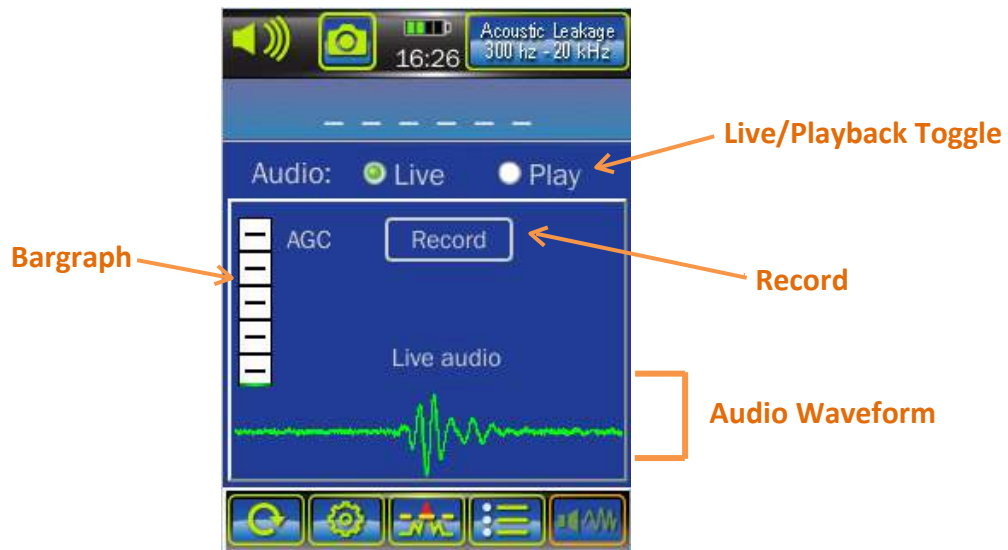 Acoustic Leakage
300 hz - 20 kHz
16:26
_ _ _ _ _ _
Live/Playback Toggle
Audio: Live Play
AGC Record
Bargraph
Record
Live audio
Audio Waveform